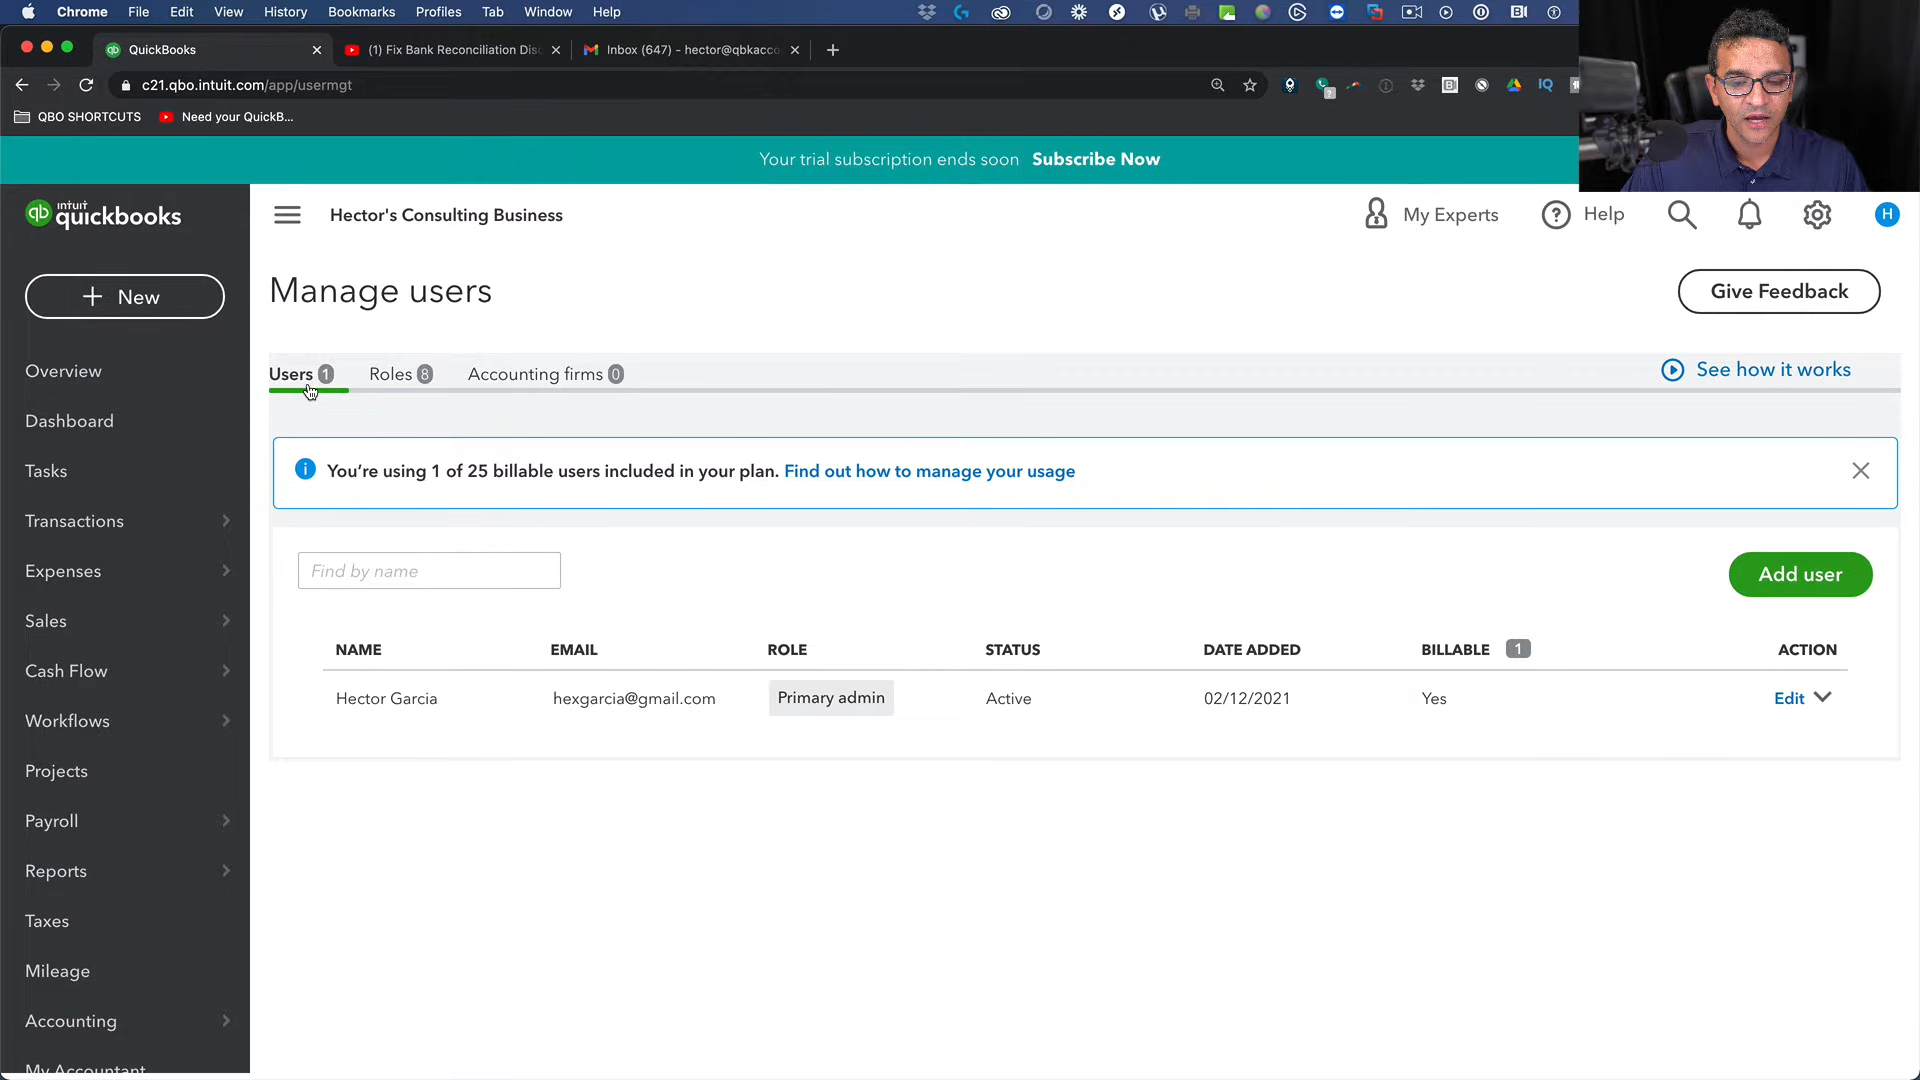 Chrome File Edit View History Bookmarks Profiles Tab Window Help
QuickBooks
(1) Fix Bank Reconciliation Disc
Inbox (647) - hector@qbkacco
c21.qbo.intuit.com/app/usermgt
QBO SHORTCUTS
Need your QuickB...
Your trial subscription ends soon Subscribe Now
intuit
quickbooks
Hector's Consulting Business
My Experts
Help
H
New
Manage users
Give Feedback
Overview
Users 1
Roles 8
Accounting firms 0
See how it works
Dashboard
Tasks
You're using 1 of 25 billable users included in your plan. Find out how to manage your usage
Transactions
Expenses
Find by name
Add user
Sales
NAME EMAIL ROLE STATUS DATE ADDED BILLABLE 1 ACTION
Cash Flow
Hector Garcia hexgarcia@gmail.com Primary admin Active 02/12/2021 Yes Edit
Workflows
Projects
Payroll
Reports
Taxes
Mileage
Accounting
My Accountant